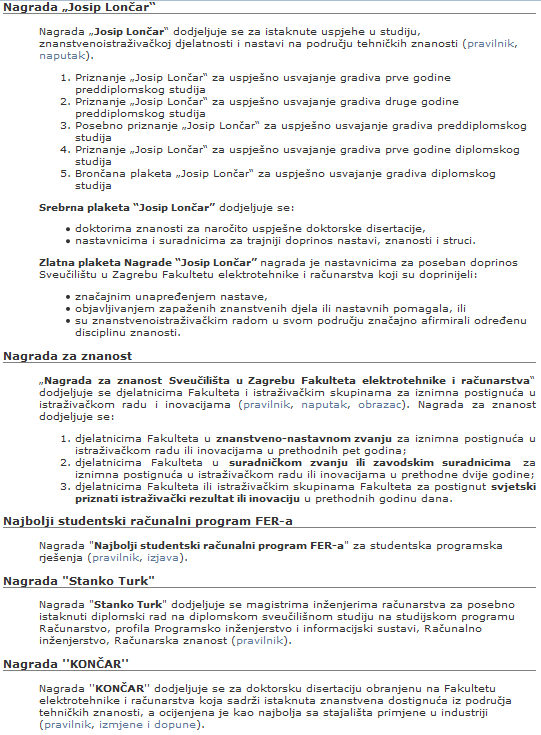 Nagrada „Josip Lončar“
Nagrada „Josip Lončar“ dodjeljuje se za istaknute uspjehe u studiju,
znanstvenoistraživačkoj djelatnosti i nastavi na području tehničkih znanosti (pravilnik,
naputak).
1. Priznanje „Josip Lončar“ za uspješno usvajanje gradiva prve godine
preddiplomskog studija
2. Priznanje „Josip Lončar“ za uspješno usvajanje gradiva druge godine
preddiplomskog studija
3. Posebno priznanje „Josip Lončar“ za uspješno usvajanje gradiva preddiplomskog
studija
4. Priznanje „Josip Lončar“ za uspješno usvajanje gradiva prve godine diplomskog
studija
5. Brončana plaketa „Josip Lončar“ za uspješno usvajanje gradiva diplomskog
studija
Srebrna plaketa “Josip Lončar” dodjeljuje se:
• doktorima znanosti za naročito uspješne doktorske disertacije,
• nastavnicima i suradnicima za trajniji doprinos nastavi, znanosti i struci.
Zlatna plaketa Nagrade “Josip Lončar” nagrada je nastavnicima za poseban doprinos
Sveučilištu u Zagrebu Fakultetu elektrotehnike i računarstva koji su doprinijeli:
• značajnim unapređenjem nastave,
• objavljivanjem zapaženih znanstvenih djela ili nastavnih pomagala, ili
• su znanstvenoistraživačkim radom u svom području značajno afirmirali određenu
disciplinu znanosti.
Nagrada za znanost
„Nagrada za znanost Sveučilišta u Zagrebu Fakulteta elektrotehnike i računarstva“
dodjeljuje se djelatnicima Fakulteta i istraživačkim skupinama za iznimna postignuća u
istraživačkom radu i inovacijama (pravilnik, naputak, obrazac). Nagrada za znanost
dodjeljuje se:
1. djelatnicima Fakulteta u znanstveno-nastavnom zvanju za iznimna postignuća u
istraživačkom radu ili inovacijama u prethodnih pet godina;
2. djelatnicima Fakulteta u suradničkom zvanju ili zavodskim suradnicima za
iznimna postignuća u istraživačkom radu ili inovacijama u prethodne dvije godine;
3. djelatnicima Fakulteta ili istraživačkim skupinama Fakulteta za postignut svjetski
priznati istraživački rezultat ili inovaciju u prethodnih godinu dana.
Najbolji studentski računalni program FER-a
Nagrada "Najbolji studentski računalni program FER-a" za studentska programska
rješenja (pravilnik, izjava).
Nagrada "Stanko Turk"
Nagrada "Stanko Turk" dodjeljuje se magistrima inženjerima računarstva za posebno
istaknuti diplomski rad na diplomskom sveučilišnom studiju na studijskom programu
Računarstvo, profila Programsko inženjerstvo i informacijski sustavi, Računalno
inženjerstvo, Računarska znanost (pravilnik).
Nagrada ''KONČAR''
Nagrada ''KONČAR'' dodjeljuje se za doktorsku disertaciju obranjenu na Fakultetu
elektrotehnike i računarstva koja sadrži istaknuta znanstvena dostignuća iz područja
tehničkih znanosti, a ocijenjena je kao najbolja sa stajališta primjene u industriji
(pravilnik, izmjene i dopune).